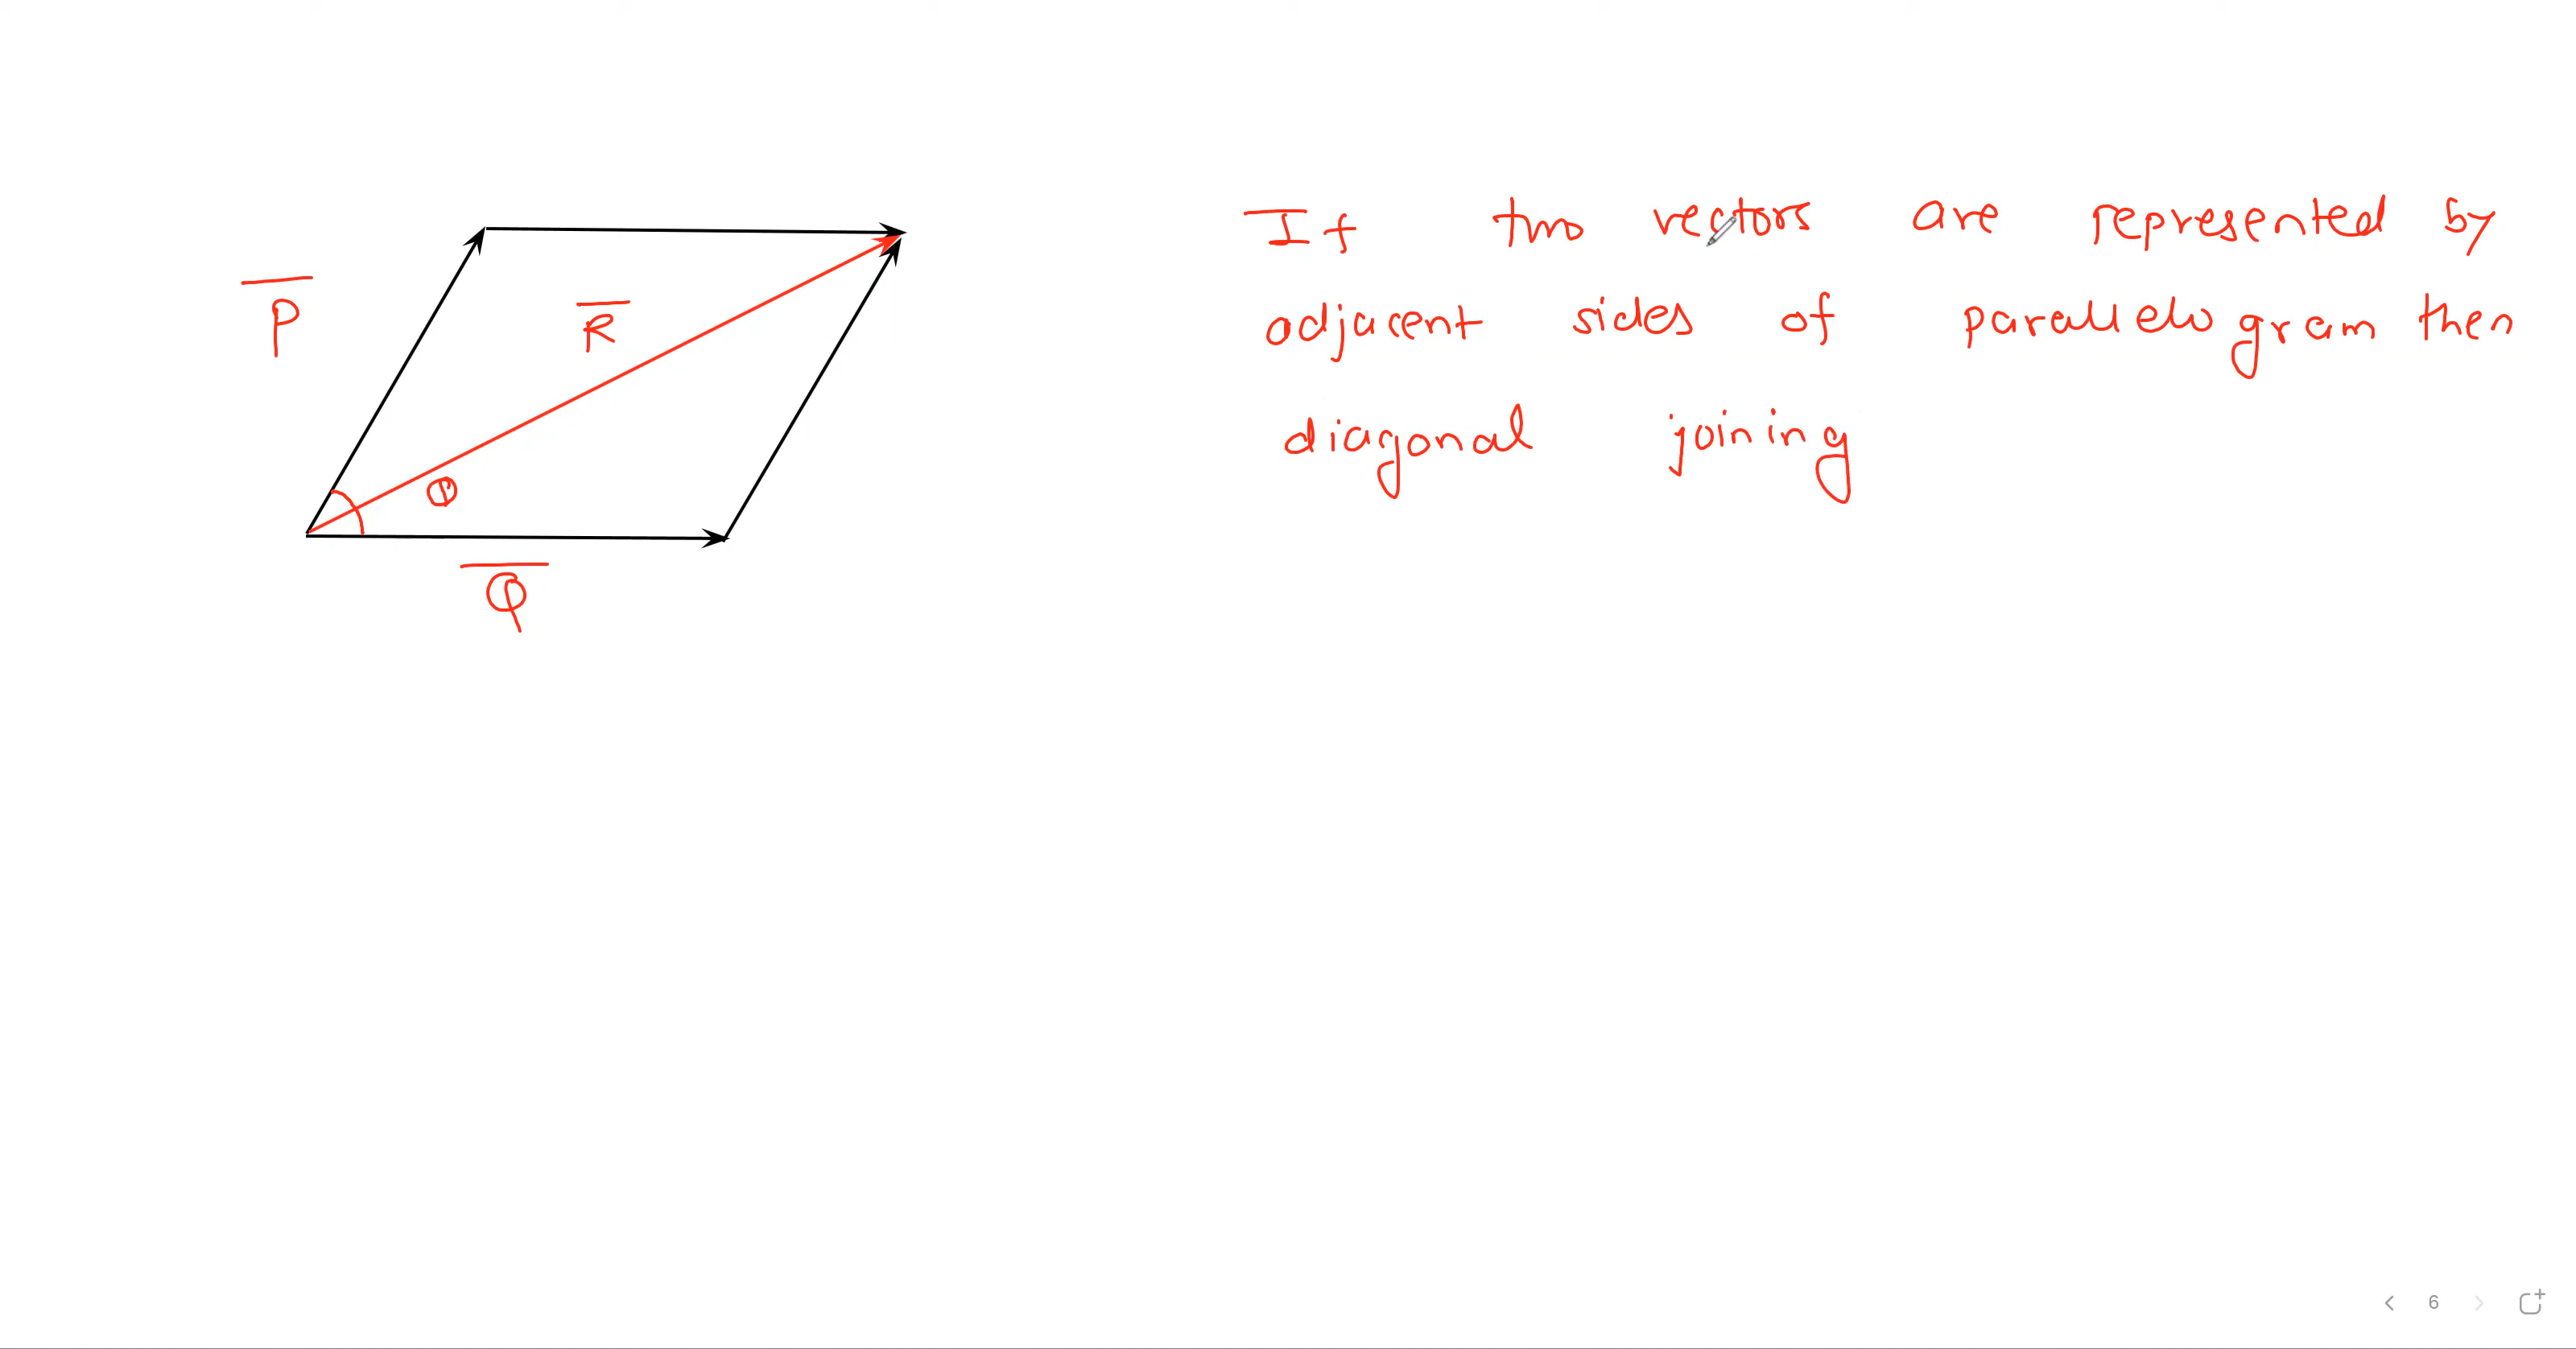 If two vectors are represented by
adjacent sides of parallelogram then
diagonal joining
P
R
Q
6